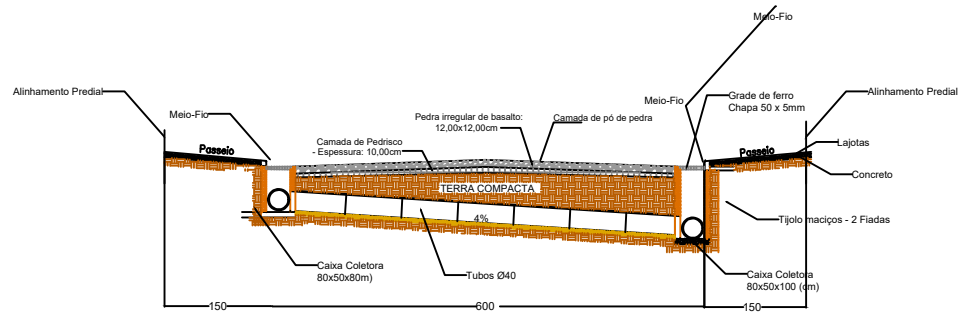 Meio-Fio
Alinhamento Predial
Meio-Fio
Passeio
Camada de Pedrisco
- Espessura: 10,00cm
Pedra irregular de basalto:
12,00x12,00cm
Camada de pó de pedra
Meio-Fio
Grade de ferro
Chapa 50 x 5mm
Alinhamento Predial
Passeio
Lajotas
Concreto
TERRA COMPACTA
4%
Tijolo maciços - 2 Fiadas
Caixa Coletora
80x50x80m)
Tubos Ø40
Caixa Coletora
80x50x100 (cm)
150
600
150